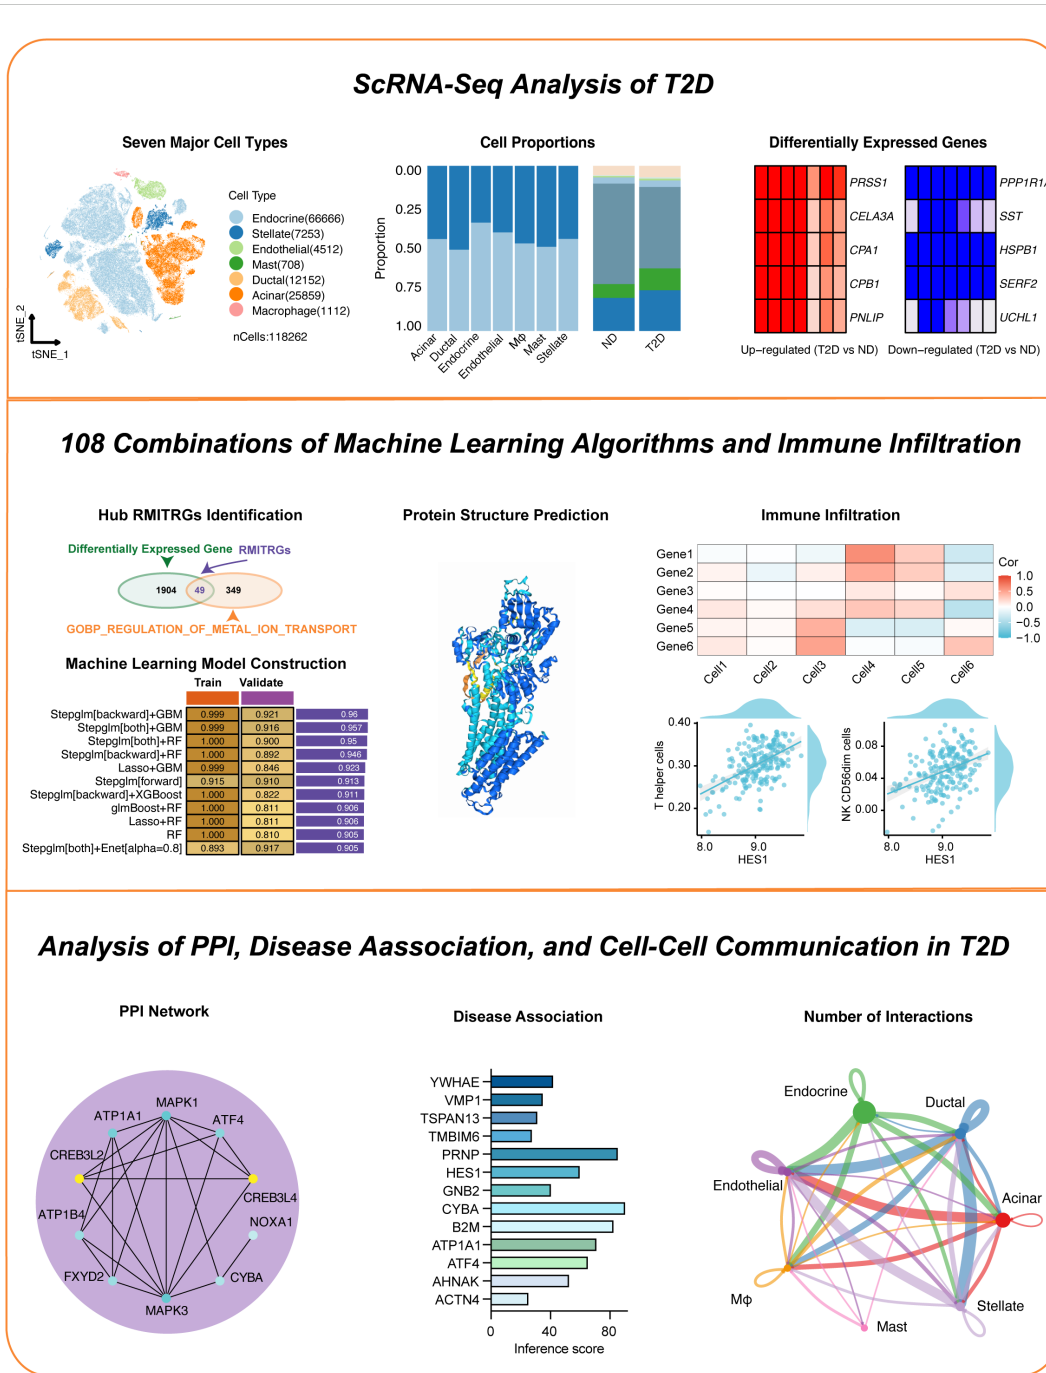 ScRNA-Seq Analysis of T2D
Seven Major Cell Types
Cell Type
Endocrine(66666)
Stellate(7253)
Endothelial(4512)
Mast(708)
Ductal(12152)
Acinar(25859)
Macrophage(1112)
nCells:118262
tSNE_2
tSNE_1
Cell Proportions
Proportion
0.00
0.25
0.50
0.75
1.00
Acinar
Ductal
Endocrine
Endothelial
Mφ
Mast
Stellate
ND
T2D
Differentially Expressed Genes
PRSS1
CELA3A
CPA1
CPB1
PNLIP
Up−regulated (T2D vs ND)
PPP1R1A
SST
HSPB1
SERF2
UCHL1
Down−regulated (T2D vs ND)
108 Combinations of Machine Learning Algorithms and Immune Infiltration
Hub RMITRGs Identification
Differentially Expressed Gene
RMITRGs
1904 49 349
GOBP_REGULATION_OF_METAL_ION_TRANSPORT
Machine Learning Model Construction
Train Validate
Stepglm[backward]+GBM 0.999 0.921 0.96
Stepglm[both]+GBM 0.999 0.916 0.957
Stepglm[both]+RF 1.000 0.900 0.95
Stepglm[backward]+RF 1.000 0.892 0.946
Lasso+GBM 0.999 0.846 0.923
Stepglm[forward] 0.915 0.910 0.913
Stepglm[backward]+XGBoost 1.000 0.822 0.911
glmBoost+RF 1.000 0.811 0.906
Lasso+RF 1.000 0.811 0.906
RF 1.000 0.810 0.905
Stepglm[both]+Enet[alpha=0.8] 0.893 0.917 0.905
Protein Structure Prediction
Immune Infiltration
Gene1
Gene2
Gene3
Gene4
Gene5
Gene6
Cell1
Cell2
Cell3
Cell4
Cell5
Cell6
Cor
1.0
0.5
0.0
−0.5
−1.0
T helper cells
0.40
0.30
0.20
8.0 9.0
HES1
NK CD56dim cells
0.08
0.04
0.00
8.0 9.0
HES1
Analysis of PPI, Disease Aassociation, and Cell-Cell Communication in T2D
PPI Network
MAPK1
ATP1A1
ATF4
CREB3L2
CREB3L4
ATP1B4
NOXA1
FXYD2
CYBA
MAPK3
Disease Association
YWHAE
VMP1
TSPAN13
TMBIM6
PRNP
HES1
GNB2
CYBA
B2M
ATP1A1
ATF4
AHNAK
ACTN4
0 40 80
Inference score
Number of Interactions
Endocrine
Ductal
Endothelial
Acinar
Mφ
Stellate
Mast